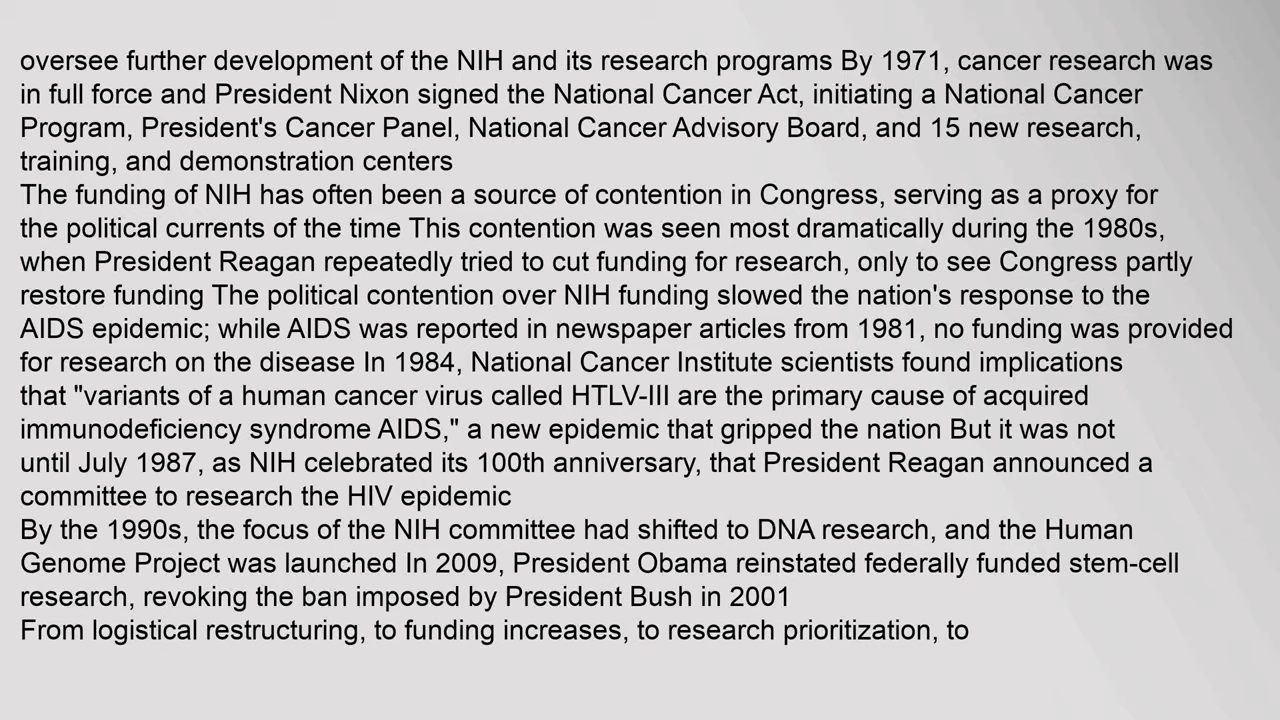 oversee further development of the NIH and its research programs By 1971, cancer research was
in full force and President Nixon signed the National Cancer Act, initiating a National Cancer
Program, President's Cancer Panel, National Cancer Advisory Board, and 15 new research,
training, and demonstration centers
The funding of NIH has often been a source of contention in Congress, serving as a proxy for
the political currents of the time This contention was seen most dramatically during the 1980s,
when President Reagan repeatedly tried to cut funding for research, only to see Congress partly
restore funding The political contention over NIH funding slowed the nation's response to the
AIDS epidemic; while AIDS was reported in newspaper articles from 1981, no funding was provided
for research on the disease In 1984, National Cancer Institute scientists found implications
that "variants of a human cancer virus called HTLV-III are the primary cause of acquired
immunodeficiency syndrome AIDS," a new epidemic that gripped the nation But it was not
until July 1987, as NIH celebrated its 100th anniversary, that President Reagan announced a
committee to research the HIV epidemic
By the 1990s, the focus of the NIH committee had shifted to DNA research, and the Human
Genome Project was launched In 2009, President Obama reinstated federally funded stem-cell
research, revoking the ban imposed by President Bush in 2001
From logistical restructuring, to funding increases, to research prioritization, to